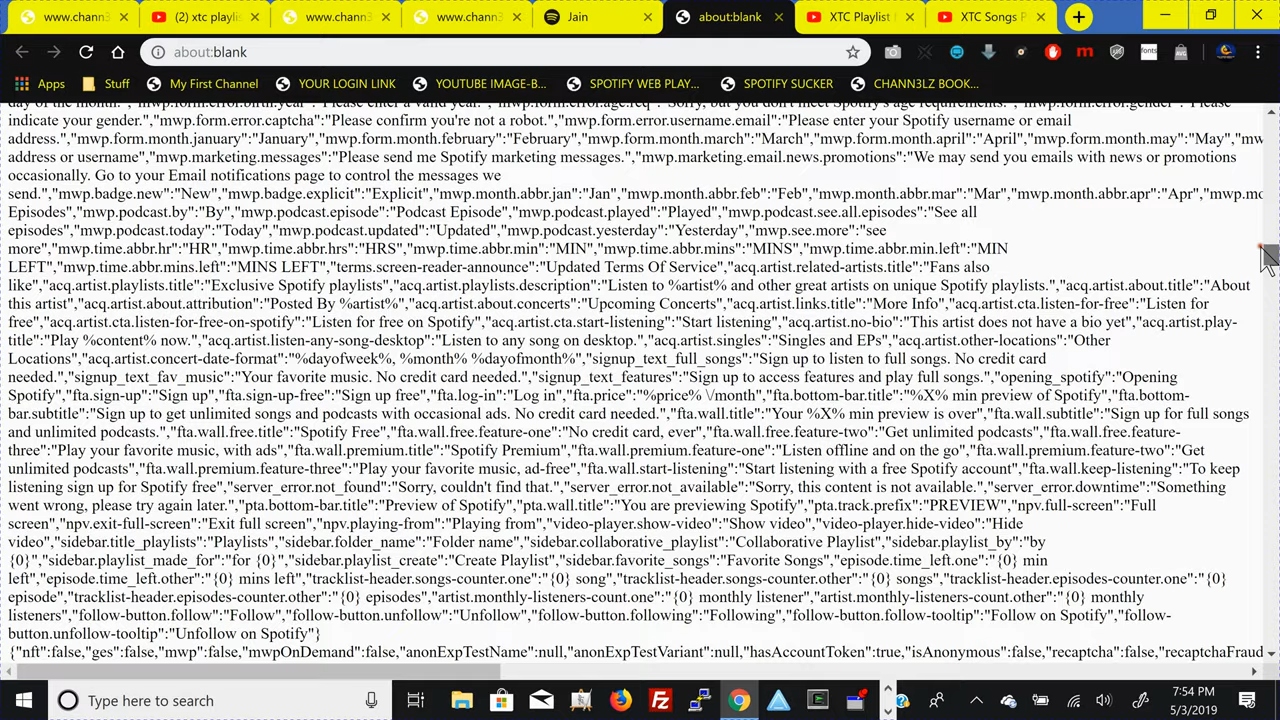 www.chann3
(2) xtc playlis
www.chann3
www.chann3
Jain
about:blank
XTC Playlist
XTC Songs P
about:blank
Apps
Stuff
My First Channel
YOUR LOGIN LINK
YOUTUBE IMAGE-B...
SPOTIFY WEB PLAY...
SPOTIFY SUCKER
CHANN3LZ BOOK...
day of the month.","mwp.form.error.birth.year":"Please enter a valid year.","mwp.form.error.age.req":"Sorry, but you don't meet Spotify's age requirements.","mwp.form.error.gender":"Please
indicate your gender.","mwp.form.error.captcha":"Please confirm you're not a robot.","mwp.form.error.username.email":"Please enter your Spotify username or email
address.","mwp.form.month.january":"January","mwp.form.month.february":"February","mwp.form.month.march":"March","mwp.form.month.april":"April","mwp.form.month.may":"May","mw
address or username","mwp.marketing.messages":"Please send me Spotify marketing messages.","mwp.marketing.email.news.promotions":"We may send you emails with news or promotions
occasionally. Go to your Email notifications page to control the messages we
send.","mwp.badge.new":"New","mwp.badge.explicit":"Explicit","mwp.month.abbr.jan":"Jan","mwp.month.abbr.feb":"Feb","mwp.month.abbr.mar":"Mar","mwp.month.abbr.apr":"Apr","mwp.mo
Episodes","mwp.podcast.by":"By","mwp.podcast.episode":"Podcast Episode","mwp.podcast.played":"Played","mwp.podcast.see.all.episodes":"See all
episodes","mwp.podcast.today":"Today","mwp.podcast.updated":"Updated","mwp.podcast.yesterday":"Yesterday","mwp.see.more":"see
more","mwp.time.abbr.hr":"HR","mwp.time.abbr.hrs":"HRS","mwp.time.abbr.min":"MIN","mwp.time.abbr.mins":"MINS","mwp.time.abbr.min.left":"MIN
LEFT","mwp.time.abbr.mins.left":"MINS LEFT","terms.screen-reader-announce":"Updated Terms Of Service","acq.artist.related-artists.title":"Fans also
like","acq.artist.playlists.title":"Exclusive Spotify playlists","acq.artist.playlists.description":"Listen to %artist% and other great artists on unique Spotify playlists.","acq.artist.about.title":"About
this artist","acq.artist.about.attribution":"Posted By %artist%","acq.artist.about.concerts":"Upcoming Concerts","acq.artist.links.title":"More Info","acq.artist.cta.listen-for-free":"Listen for
free","acq.artist.cta.listen-for-free-on-spotify":"Listen for free on Spotify","acq.artist.cta.start-listening":"Start listening","acq.artist.no-bio":"This artist does not have a bio yet","acq.artist.play-
title":"Play %content% now.","acq.artist.listen-any-song-desktop":"Listen to any song on desktop.","acq.artist.singles":"Singles and EPs","acq.artist.other-locations":"Other
Locations","acq.artist.concert-date-format":"%dayofweek%, %month% %dayofmonth%","signup_text_full_songs":"Sign up to listen to full songs. No credit card
needed.","signup_text_fav_music":"Your favorite music. No credit card needed.","signup_text_features":"Sign up to access features and play full songs.","opening_spotify":"Opening
Spotify","fta.sign-up":"Sign up","fta.sign-up-free":"Sign up free","fta.log-in":"Log in","fta.price":"%price% \/month","fta.bottom-bar.title":"%X% min preview of Spotify","fta.bottom-
bar.subtitle":"Sign up to get unlimited songs and podcasts with occasional ads. No credit card needed.","fta.wall.title":"Your %X% min preview is over","fta.wall.subtitle":"Sign up for full songs
and unlimited podcasts.","fta.wall.free.title":"Spotify Free","fta.wall.free.feature-one":"No credit card, ever","fta.wall.free.feature-two":"Get unlimited podcasts","fta.wall.free.feature-
three":"Play your favorite music, with ads","fta.wall.premium.title":"Spotify Premium","fta.wall.premium.feature-one":"Listen offline and on the go","fta.wall.premium.feature-two":"Get
unlimited podcasts","fta.wall.premium.feature-three":"Play your favorite music, ad-free","fta.wall.start-listening":"Start listening with a free Spotify account","fta.wall.keep-listening":"To keep
listening sign up for Spotify free","server_error.not_found":"Sorry, couldn't find that.","server_error.not_available":"Sorry, this content is not available.","server_error.downtime":"Something
went wrong, please try again later.","pta.bottom-bar.title":"Preview of Spotify","pta.wall.title":"You are previewing Spotify","pta.track.prefix":"PREVIEW","npv.full-screen":"Full
screen","npv.exit-full-screen":"Exit full screen","npv.playing-from":"Playing from","video-player.show-video":"Show video","video-player.hide-video":"Hide
video","sidebar.title_playlists":"Playlists","sidebar.folder_name":"Folder name","sidebar.collaborative_playlist":"Collaborative Playlist","sidebar.playlist_by":"by
{0}","sidebar.playlist_made_for":"for {0}","sidebar.playlist_create":"Create Playlist","sidebar.favorite_songs":"Favorite Songs","episode.time_left.one":"{0} min
left","episode.time_left.other":"{0} mins left","tracklist-header.songs-counter.one":"{0} song","tracklist-header.songs-counter.other":"{0} songs","tracklist-header.episodes-counter.one":"{0}
episode","tracklist-header.episodes-counter.other":"{0} episodes","artist.monthly-listeners-count.one":"{0} monthly listener","artist.monthly-listeners-count.other":"{0} monthly
listeners","follow-button.follow":"Follow","follow-button.unfollow":"Unfollow","follow-button.following":"Following","follow-button.follow-tooltip":"Follow on Spotify","follow-
button.unfollow-tooltip":"Unfollow on Spotify"}
{"nft":false,"ges":false,"mwp":false,"mwpOnDemand":false,"anonExpTestName":null,"anonExpTestVariant":null,"hasAccountToken":true,"isAnonymous":false,"recaptcha":false,"recaptchaFraud
Type here to search
7:54 PM
5/3/2019